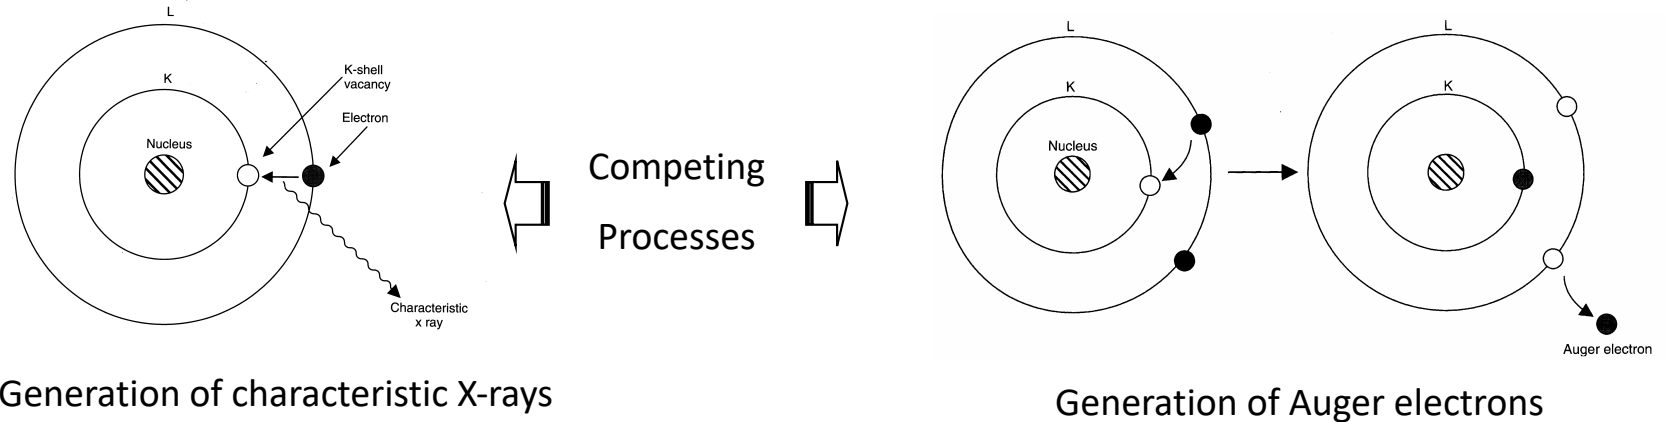 L
K
Nucleus
K-shell
vacancy
Electron
Characteristic
x ray
Generation of characteristic X-rays
Competing
Processes
L
K
Nucleus
L
K
Auger electron
Generation of Auger electrons